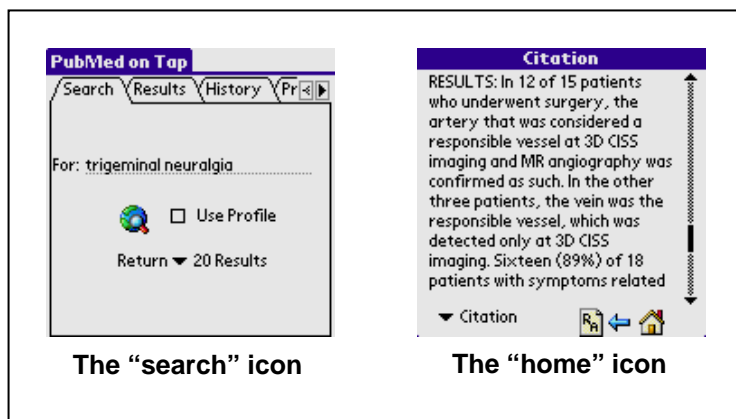 PubMed on Tap
Search Results History Pr
For: trigeminal neuralgia
Use Profile
Return 20 Results
The “search” icon
Citation
RESULTS: In 12 of 15 patients
who underwent surgery, the
artery that was considered a
responsible vessel at 3D CISS
imaging and MR angiography was
confirmed as such. In the other
three patients, the vein was the
responsible vessel, which was
detected only at 3D CISS
imaging. Sixteen (89%) of 18
patients with symptoms related
Citation
RA
The “home” icon